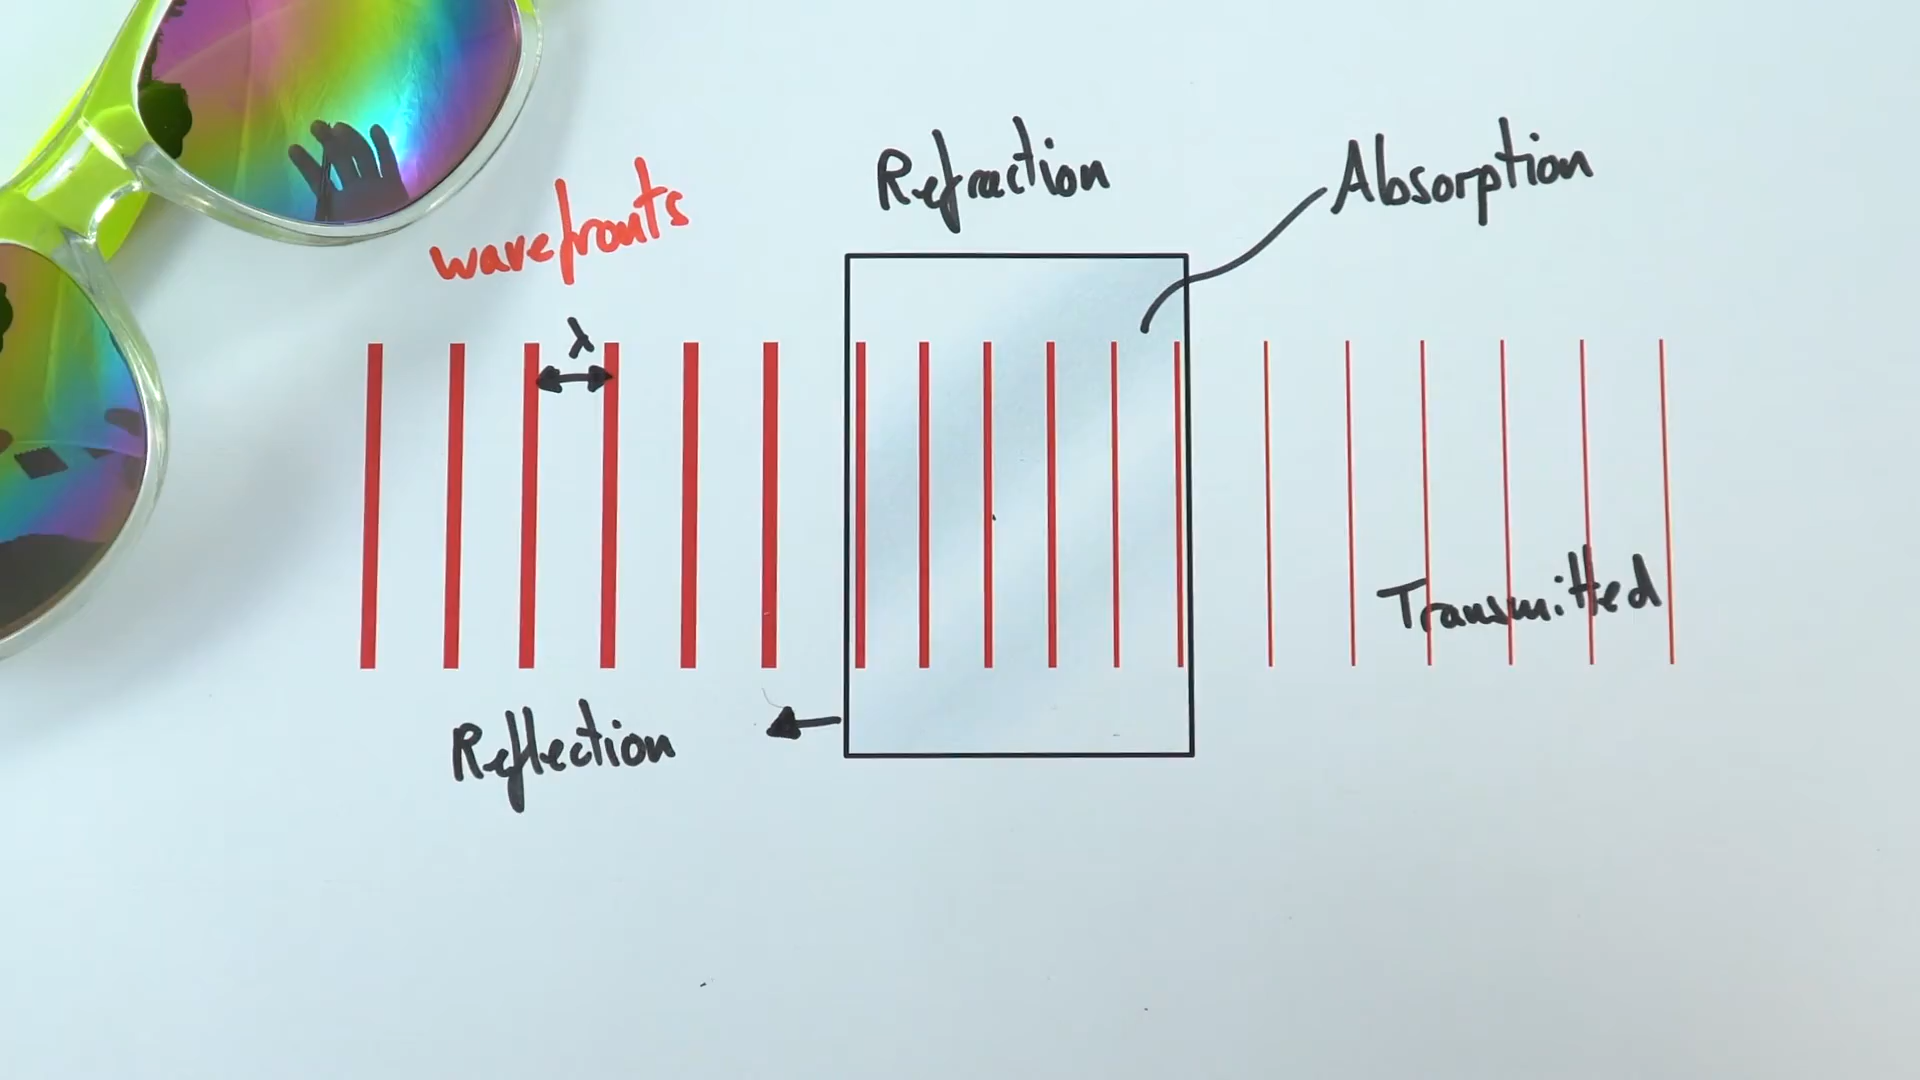 Refraction
Absorption
wavefronts
λ
Transmitted
Reflection